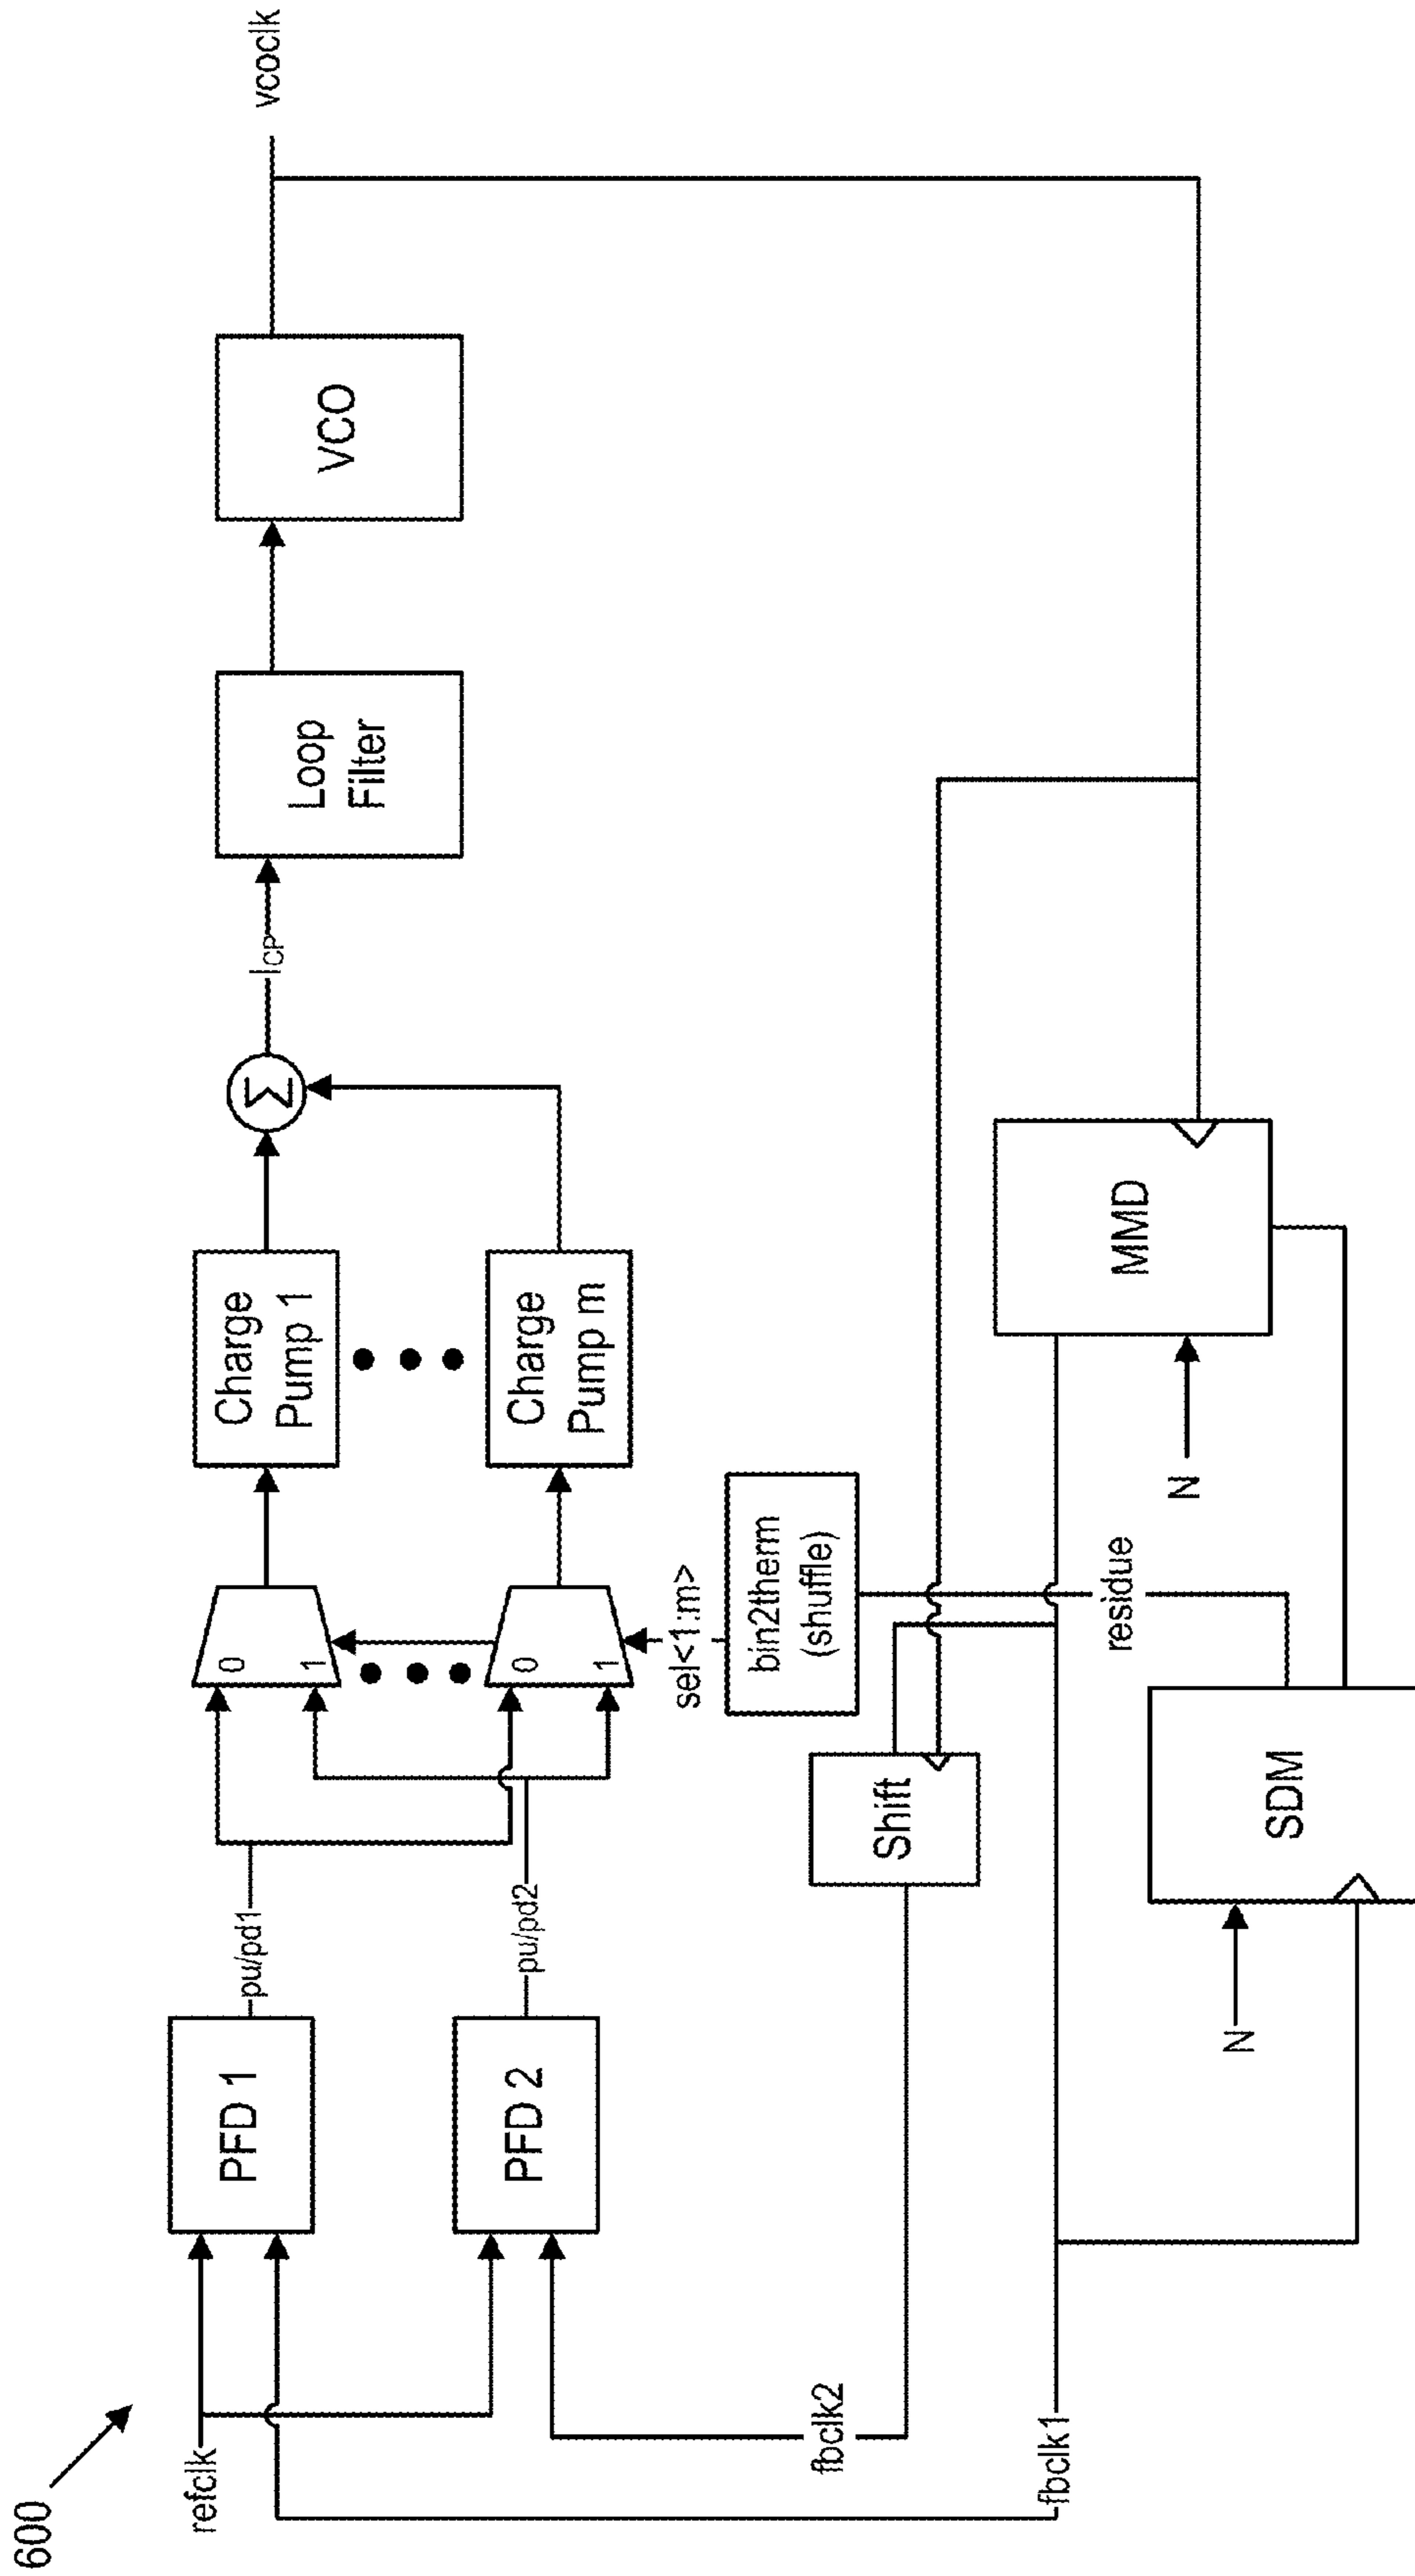 600
refclk
PFD 1
pu/pd1
0
1
Charge
Pump 1
Σ
ICP
Loop
Filter
VCO
vcoclk
PFD 2
pu/pd2
0
1
Charge
Pump m
sel<1:m>
bin2therm
(shuffle)
fbclk2
Shift
fbclk1
residue
N
MMD
N
SDM